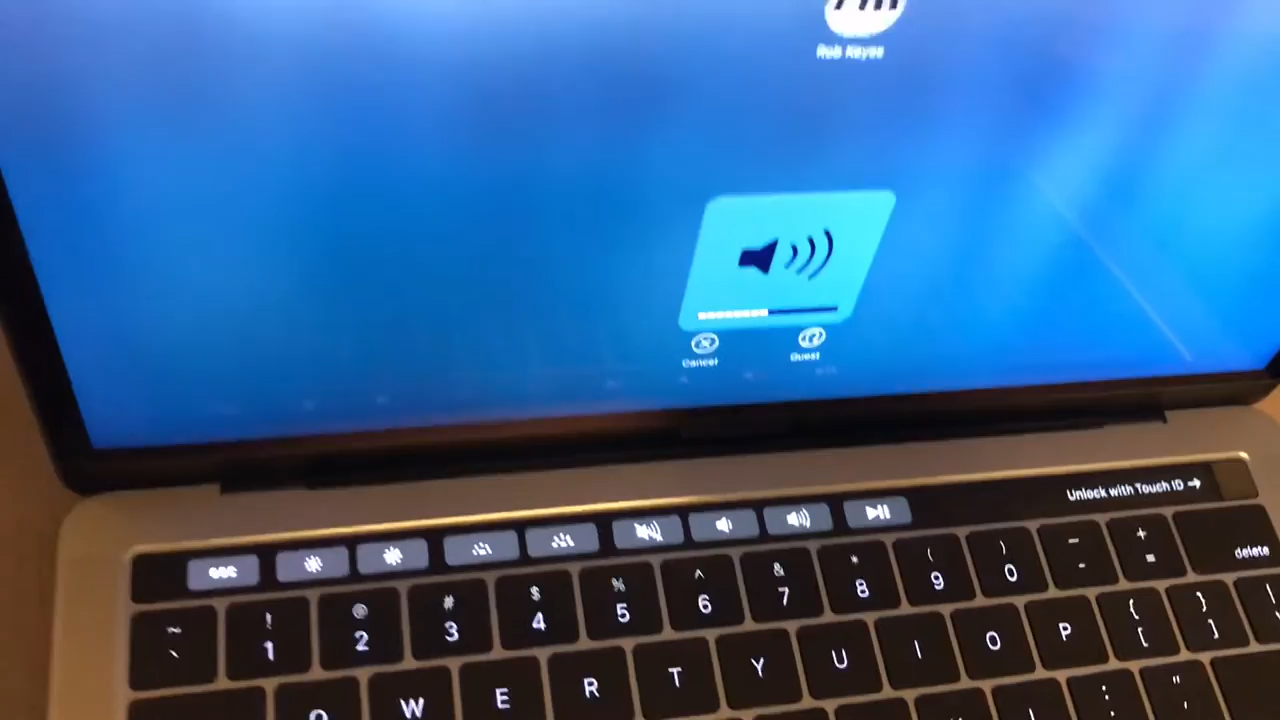 Rob Keyes
Cancel
Guest
Unlock with Touch ID →
esc
~ ! @ # $ % ^ & * ( ) _ +
` 1 2 3 4 5 6 7 8 9 0 - = delete
W E R T Y U I O P { [ } ]
: ; " '